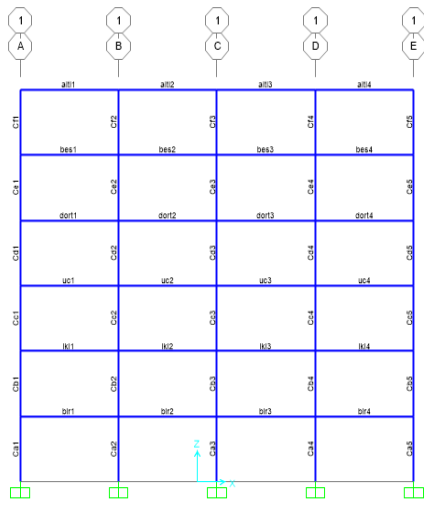 1 1 1 1 1
A B C D E
alti1 alti2 alti3 alti4
Cf1 Cf2 Cf3 Cf4 Cf5
bes1 bes2 bes3 bes4
Ce1 Ce2 Ce3 Ce4 Ce5
dort1 dort2 dort3 dort4
Cd1 Cd2 Cd3 Cd4 Cd5
uc1 uc2 uc3 uc4
Cc1 Cc2 Cc3 Cc4 Cc5
iki1 iki2 iki3 iki4
Cb1 Cb2 Cb3 Cb4 Cb5
bir1 bir2 bir3 bir4
Ca1 Ca2 Ca3 Ca4 Ca5
Z
X